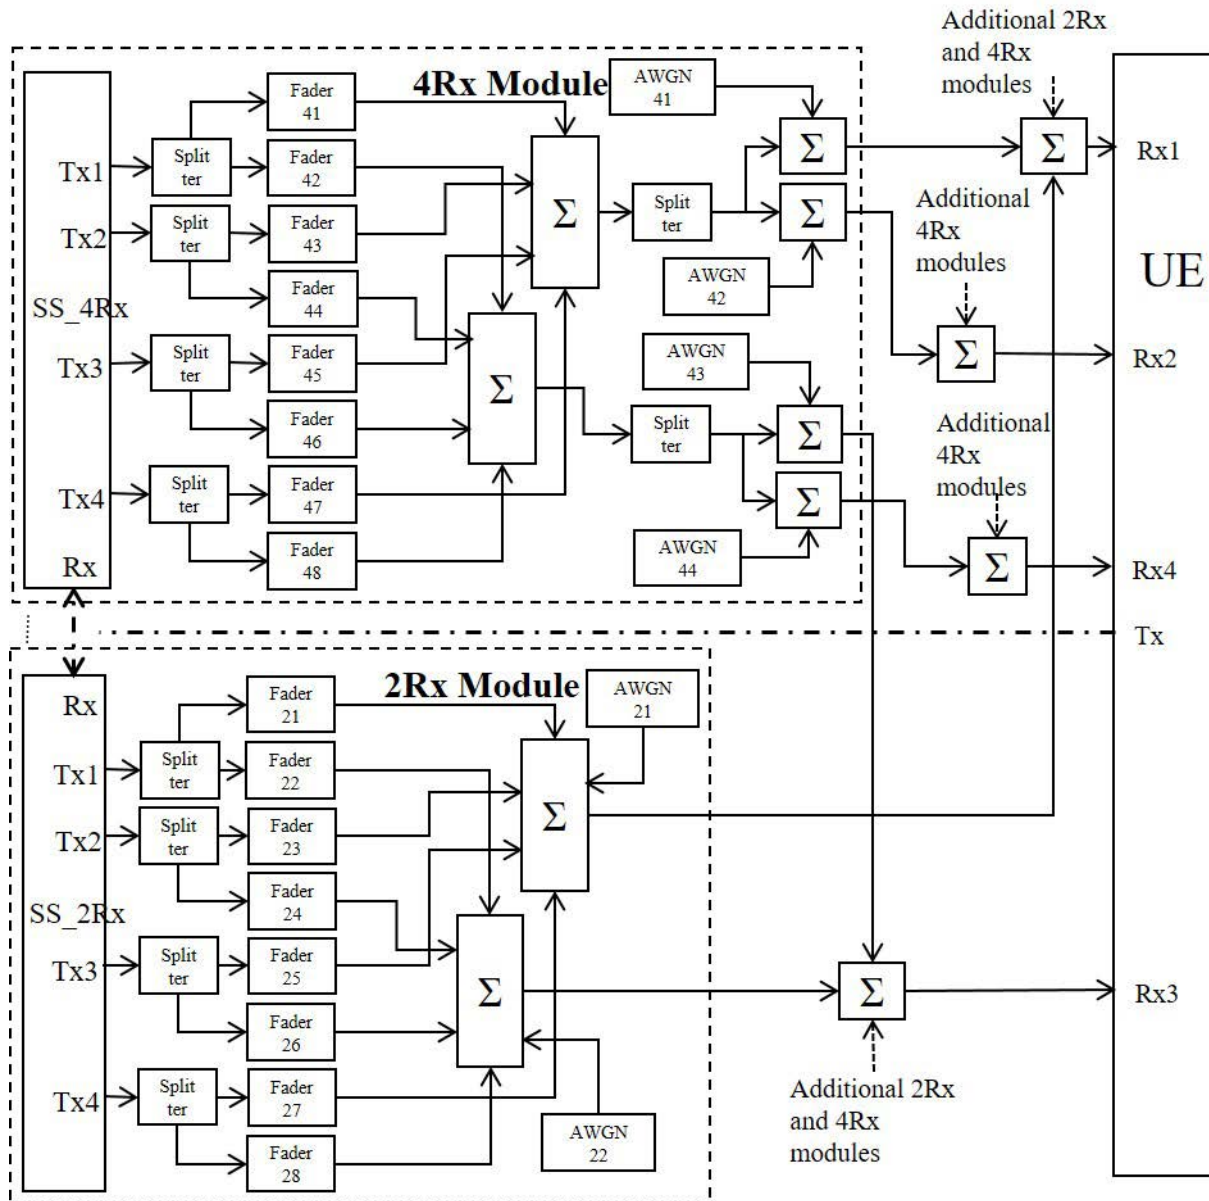 Additional 2Rx
and 4Rx
modules
4Rx Module
AWGN
41
Fader
41
Tx1
Split
ter
Fader
42
Σ
Σ
Σ
Rx1
Tx2
Split
ter
Fader
43
Σ
Split
ter
Additional
4Rx
modules
UE
AWGN
42
SS_4Rx
Fader
44
Tx3
Split
ter
Fader
45
Σ
AWGN
43
Σ
Rx2
Fader
46
Split
ter
Σ
Additional
4Rx
modules
Tx4
Split
ter
Fader
47
Σ
Rx
Fader
48
AWGN
44
Σ
Rx4
Tx
2Rx Module
AWGN
21
Rx
Fader
21
Tx1
Split
ter
Fader
22
Tx2
Split
ter
Fader
23
Σ
SS_2Rx
Fader
24
Tx3
Split
ter
Fader
25
Σ
Σ
Rx3
Fader
26
Tx4
Split
ter
Fader
27
Additional 2Rx
and 4Rx
modules
AWGN
22
Fader
28